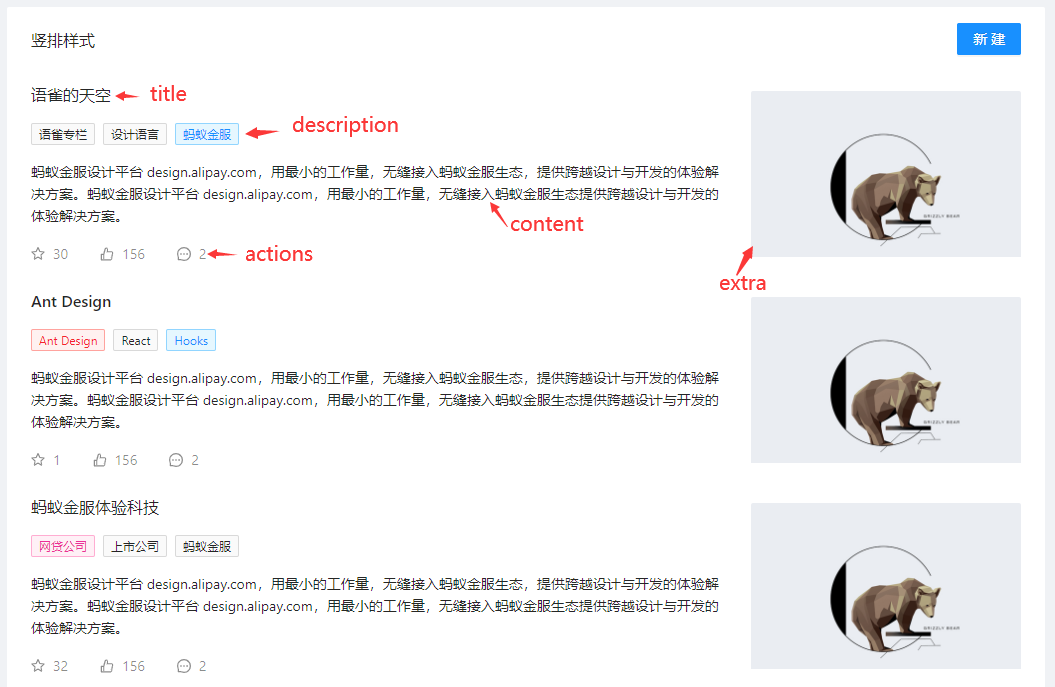 竖排样式
新 建
语雀的天空
title
语雀专栏 设计语言 蚂蚁金服
description
蚂蚁金服设计平台 design.alipay.com，用最小的工作量，无缝接入蚂蚁金服生态，提供跨越设计与开发的体验解
决方案。蚂蚁金服设计平台 design.alipay.com，用最小的工作量，无缝接入蚂蚁金服生态提供跨越设计与开发的
体验解决方案。
content
30 156 2
actions
GRIZZLY BEAR
extra
Ant Design
Ant Design React Hooks
蚂蚁金服设计平台 design.alipay.com，用最小的工作量，无缝接入蚂蚁金服生态，提供跨越设计与开发的体验解
决方案。蚂蚁金服设计平台 design.alipay.com，用最小的工作量，无缝接入蚂蚁金服生态提供跨越设计与开发的
体验解决方案。
1 156 2
GRIZZLY BEAR
蚂蚁金服体验科技
网贷公司 上市公司 蚂蚁金服
蚂蚁金服设计平台 design.alipay.com，用最小的工作量，无缝接入蚂蚁金服生态，提供跨越设计与开发的体验解
决方案。蚂蚁金服设计平台 design.alipay.com，用最小的工作量，无缝接入蚂蚁金服生态提供跨越设计与开发的
体验解决方案。
32 156 2
GRIZZLY BEAR